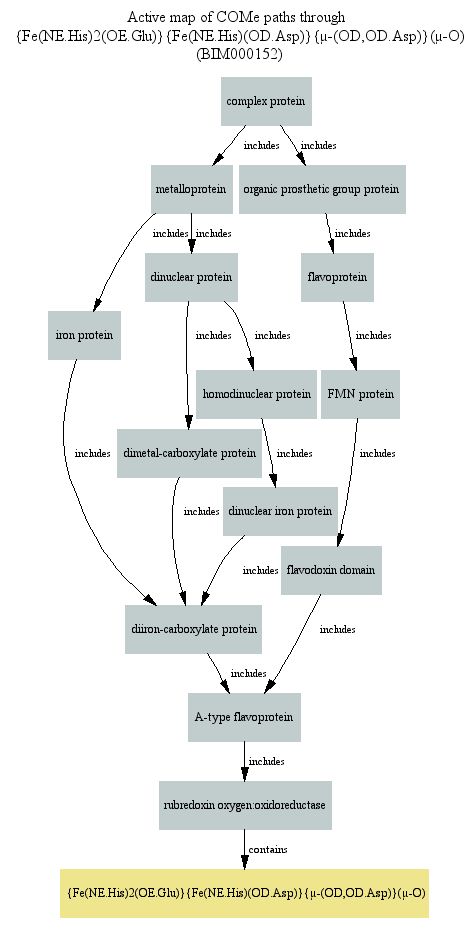 Active map of COMe paths through
{Fe(NE.His)2(OE.Glu)}{Fe(NE.His)(OD.Asp)}{μ-(OD,OD.Asp)}(μ-O)
(BIM000152)
complex protein
includes
includes
metalloprotein
organic prosthetic group protein
includes
includes
includes
dinuclear protein
flavoprotein
iron protein
includes
includes
includes
homodinuclear protein
FMN protein
dimetal-carboxylate protein
includes
includes
includes
dinuclear iron protein
includes
flavodoxin domain
includes
diiron-carboxylate protein
includes
includes
A-type flavoprotein
includes
rubredoxin oxygen:oxidoreductase
contains
{Fe(NE.His)2(OE.Glu)}{Fe(NE.His)(OD.Asp)}{μ-(OD,OD.Asp)}(μ-O)